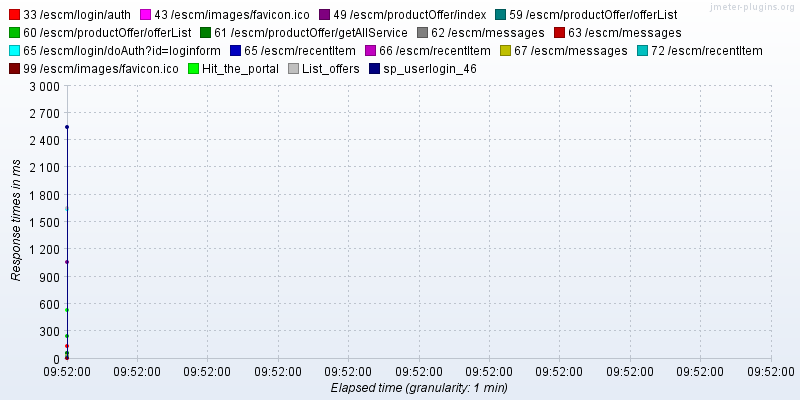 jmeter-plugins.org
33 /escm/login/auth 43 /escm/images/favicon.ico 49 /escm/productOffer/index 59 /escm/productOffer/offerList
60 /escm/productOffer/offerList 61 /escm/productOffer/getAllService 62 /escm/messages 63 /escm/messages
65 /escm/login/doAuth?id=loginform 65 /escm/recentItem 66 /escm/recentItem 67 /escm/messages 72 /escm/recentItem
99 /escm/images/favicon.ico Hit_the_portal List_offers sp_userlogin_46
Response times in ms
3 000
2 700
2 400
2 100
1 800
1 500
1 200
900
600
300
0
09:52:00 09:52:00 09:52:00 09:52:00 09:52:00 09:52:00 09:52:00 09:52:00 09:52:00 09:52:00 09:52:00
Elapsed time (granularity: 1 min)